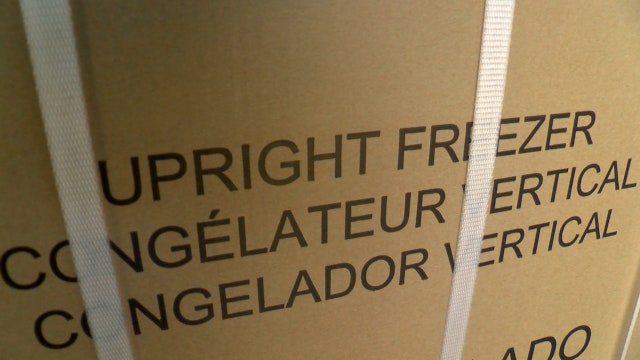 UPRIGHT FREEZER
CONGÉLATEUR VERTICAL
CONGELADOR VERTICAL